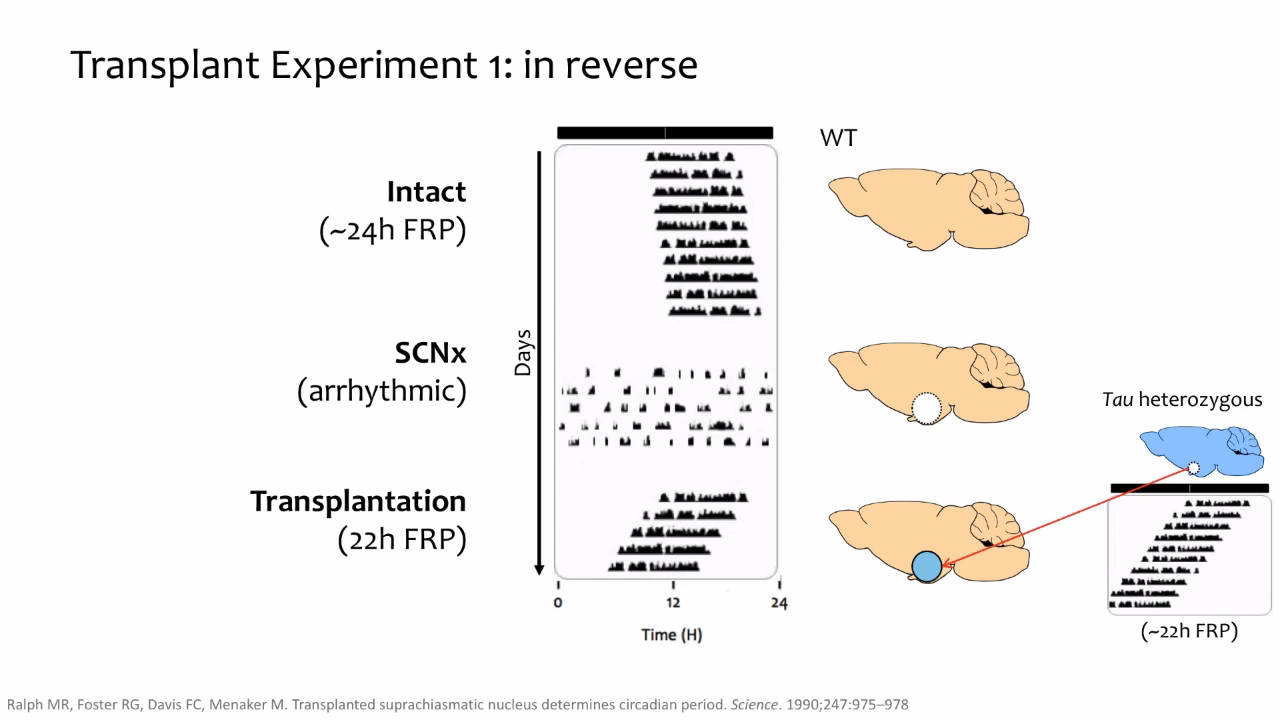 Transplant Experiment 1: in reverse
WT
Intact
(~24h FRP)
SCNx
(arrhythmic)
Transplantation
(22h FRP)
Days
0 12 24
Time (H)
Tau heterozygous
(~22h FRP)
Ralph MR, Foster RG, Davis FC, Menaker M. Transplanted suprachiasmatic nucleus determines circadian period. Science. 1990;247:975–978